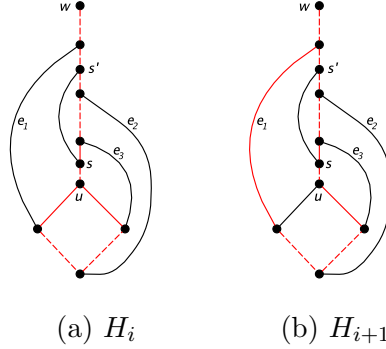 w w
s' s'
e₁ e₂ e₁ e₂
e₃ e₃
s s
u u
(a) Hᵢ (b) Hᵢ₊₁